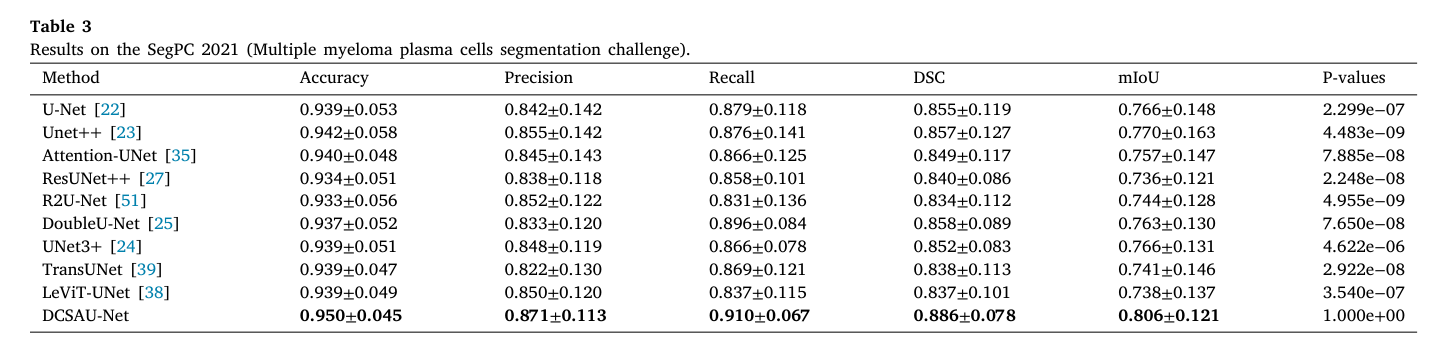 Table 3
Results on the SegPC 2021 (Multiple myeloma plasma cells segmentation challenge).
Method Accuracy Precision Recall DSC mIoU P-values
U-Net [22] 0.939±0.053 0.842±0.142 0.879±0.118 0.855±0.119 0.766±0.148 2.299e−07
Unet++ [23] 0.942±0.058 0.855±0.142 0.876±0.141 0.857±0.127 0.770±0.163 4.483e−09
Attention-UNet [35] 0.940±0.048 0.845±0.143 0.866±0.125 0.849±0.117 0.757±0.147 7.885e−08
ResUNet++ [27] 0.934±0.051 0.838±0.118 0.858±0.101 0.840±0.086 0.736±0.121 2.248e−08
R2U-Net [51] 0.933±0.056 0.852±0.122 0.831±0.136 0.834±0.112 0.744±0.128 4.955e−09
DoubleU-Net [25] 0.937±0.052 0.833±0.120 0.896±0.084 0.858±0.089 0.763±0.130 7.650e−08
UNet3+ [24] 0.939±0.051 0.848±0.119 0.866±0.078 0.852±0.083 0.766±0.131 4.622e−06
TransUNet [39] 0.939±0.047 0.822±0.130 0.869±0.121 0.838±0.113 0.741±0.146 2.922e−08
LeViT-UNet [38] 0.939±0.049 0.850±0.120 0.837±0.115 0.837±0.101 0.738±0.137 3.540e−07
DCSAU-Net 0.950±0.045 0.871±0.113 0.910±0.067 0.886±0.078 0.806±0.121 1.000e+00